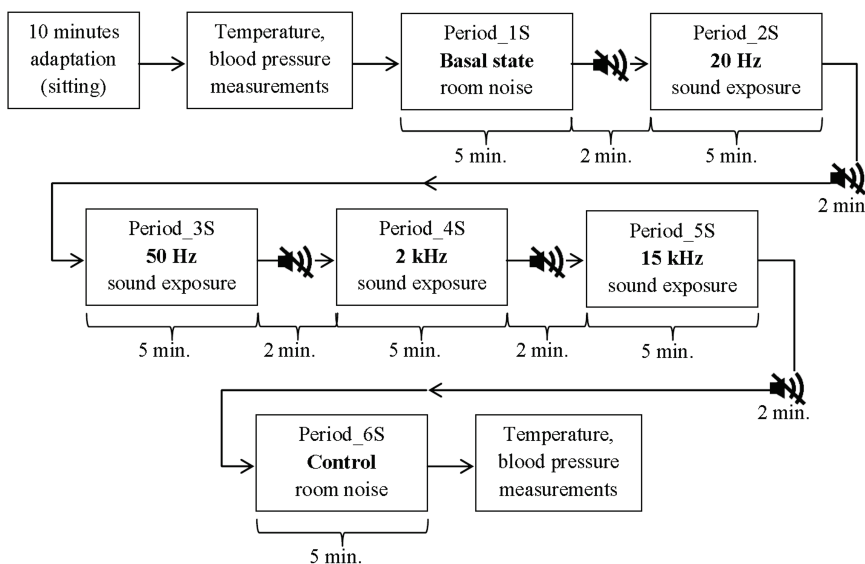 10 minutes
adaptation
(sitting)
Temperature,
blood pressure
measurements
Period_1S
Basal state
room noise
Period_2S
20 Hz
sound exposure
5 min.
2 min.
5 min.
2 min.
Period_3S
50 Hz
sound exposure
Period_4S
2 kHz
sound exposure
Period_5S
15 kHz
sound exposure
5 min.
2 min.
5 min.
2 min.
5 min.
2 min.
Period_6S
Control
room noise
Temperature,
blood pressure
measurements
5 min.